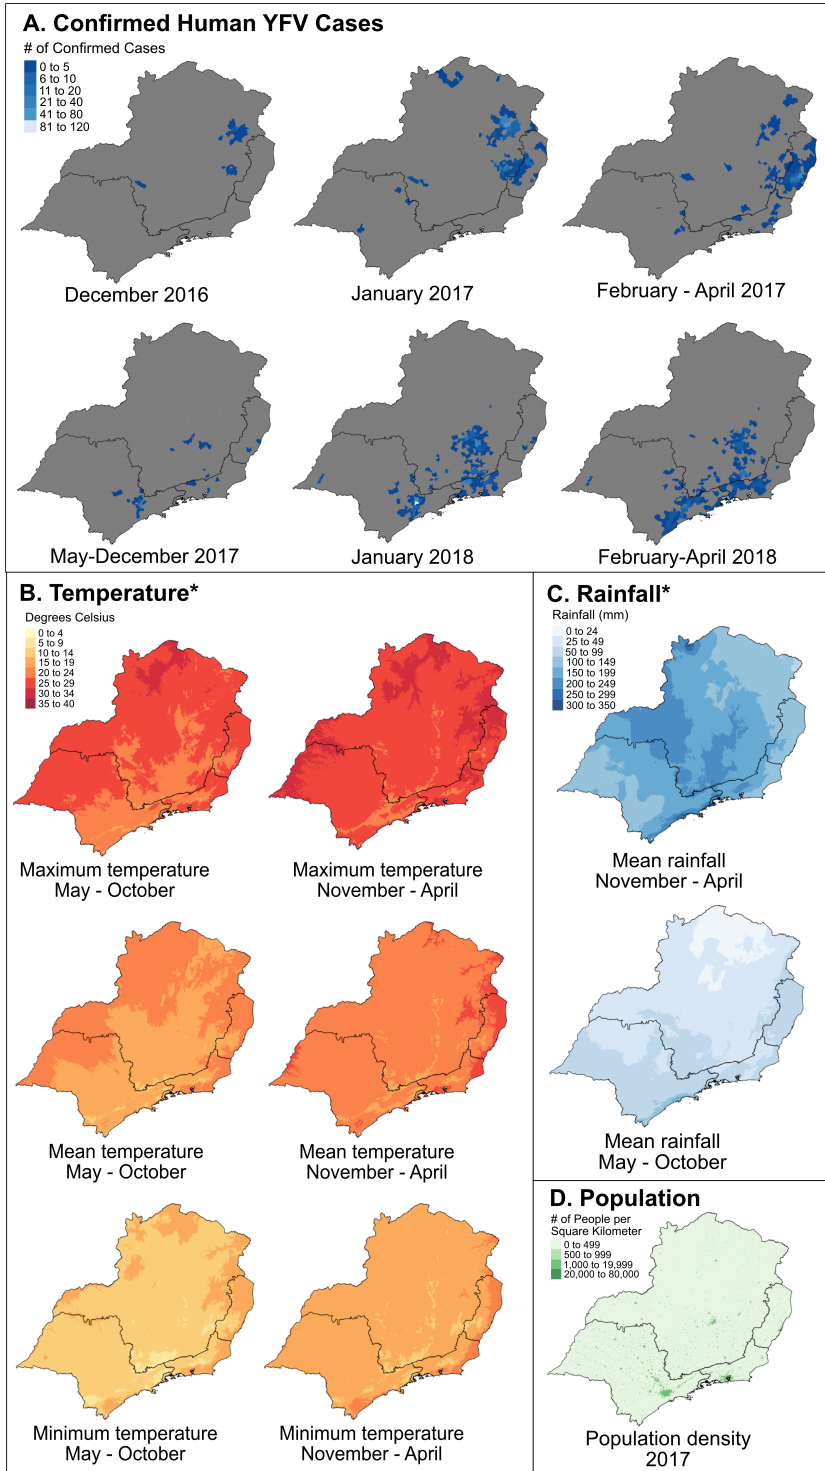 A. Confirmed Human YFV Cases
# of Confirmed Cases
0 to 5
6 to 10
11 to 20
21 to 40
41 to 80
81 to 120
December 2016
January 2017
February - April 2017
May-December 2017
January 2018
February-April 2018
B. Temperature*
Degrees Celsius
0 to 4
5 to 9
10 to 14
15 to 19
20 to 24
25 to 29
30 to 34
35 to 40
Maximum temperature
May - October
Maximum temperature
November - April
Mean temperature
May - October
Mean temperature
November - April
Minimum temperature
May - October
Minimum temperature
November - April
C. Rainfall*
Rainfall (mm)
0 to 24
25 to 49
50 to 99
100 to 149
150 to 199
200 to 249
250 to 299
300 to 350
Mean rainfall
November - April
Mean rainfall
May - October
D. Population
# of People per
Square Kilometer
0 to 499
500 to 999
1,000 to 19,999
20,000 to 80,000
Population density
2017